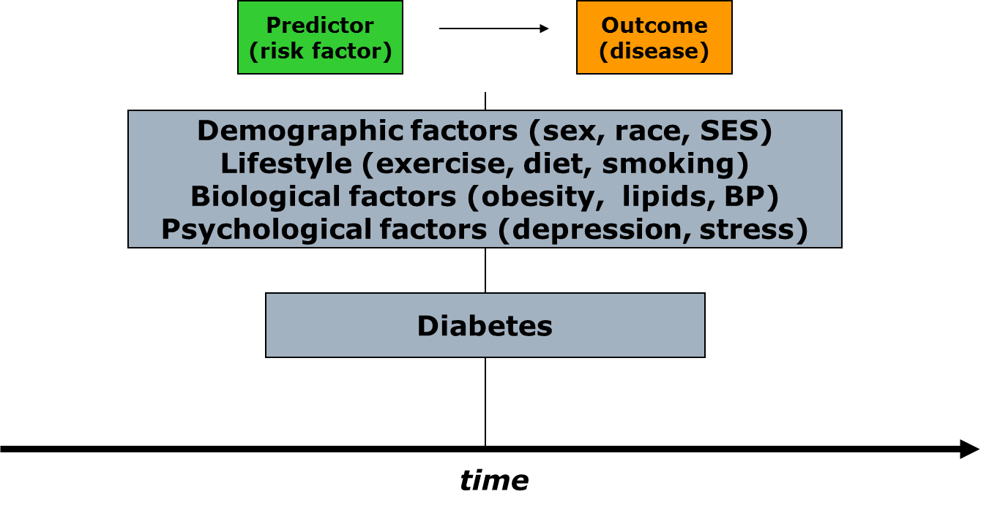 Predictor
(risk factor)
Outcome
(disease)
Demographic factors (sex, race, SES)
Lifestyle (exercise, diet, smoking)
Biological factors (obesity,  lipids, BP)
Psychological factors (depression, stress)
Diabetes
time